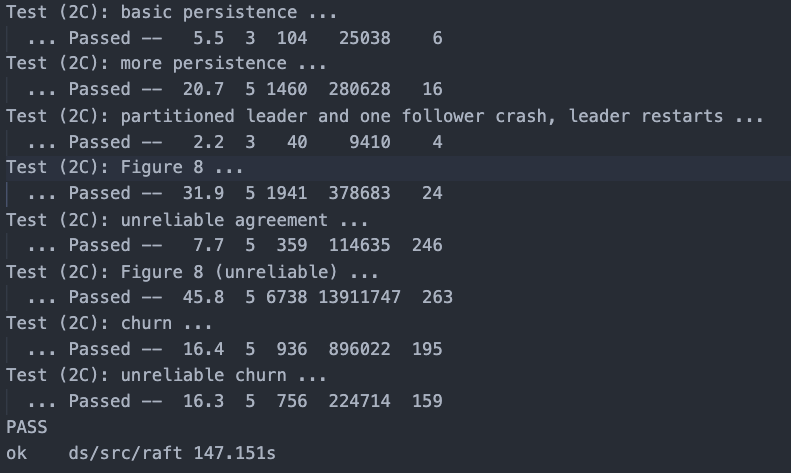 Test (2C): basic persistence ...
  ... Passed --   5.5  3  104   25038    6
Test (2C): more persistence ...
  ... Passed --  20.7  5 1460  280628   16
Test (2C): partitioned leader and one follower crash, leader restarts ...
  ... Passed --   2.2  3   40    9410    4
Test (2C): Figure 8 ...
  ... Passed --  31.9  5 1941  378683   24
Test (2C): unreliable agreement ...
  ... Passed --   7.7  5  359  114635  246
Test (2C): Figure 8 (unreliable) ...
  ... Passed --  45.8  5 6738 13911747  263
Test (2C): churn ...
  ... Passed --  16.4  5  936  896022  195
Test (2C): unreliable churn ...
  ... Passed --  16.3  5  756  224714  159
PASS
ok    ds/src/raft 147.151s